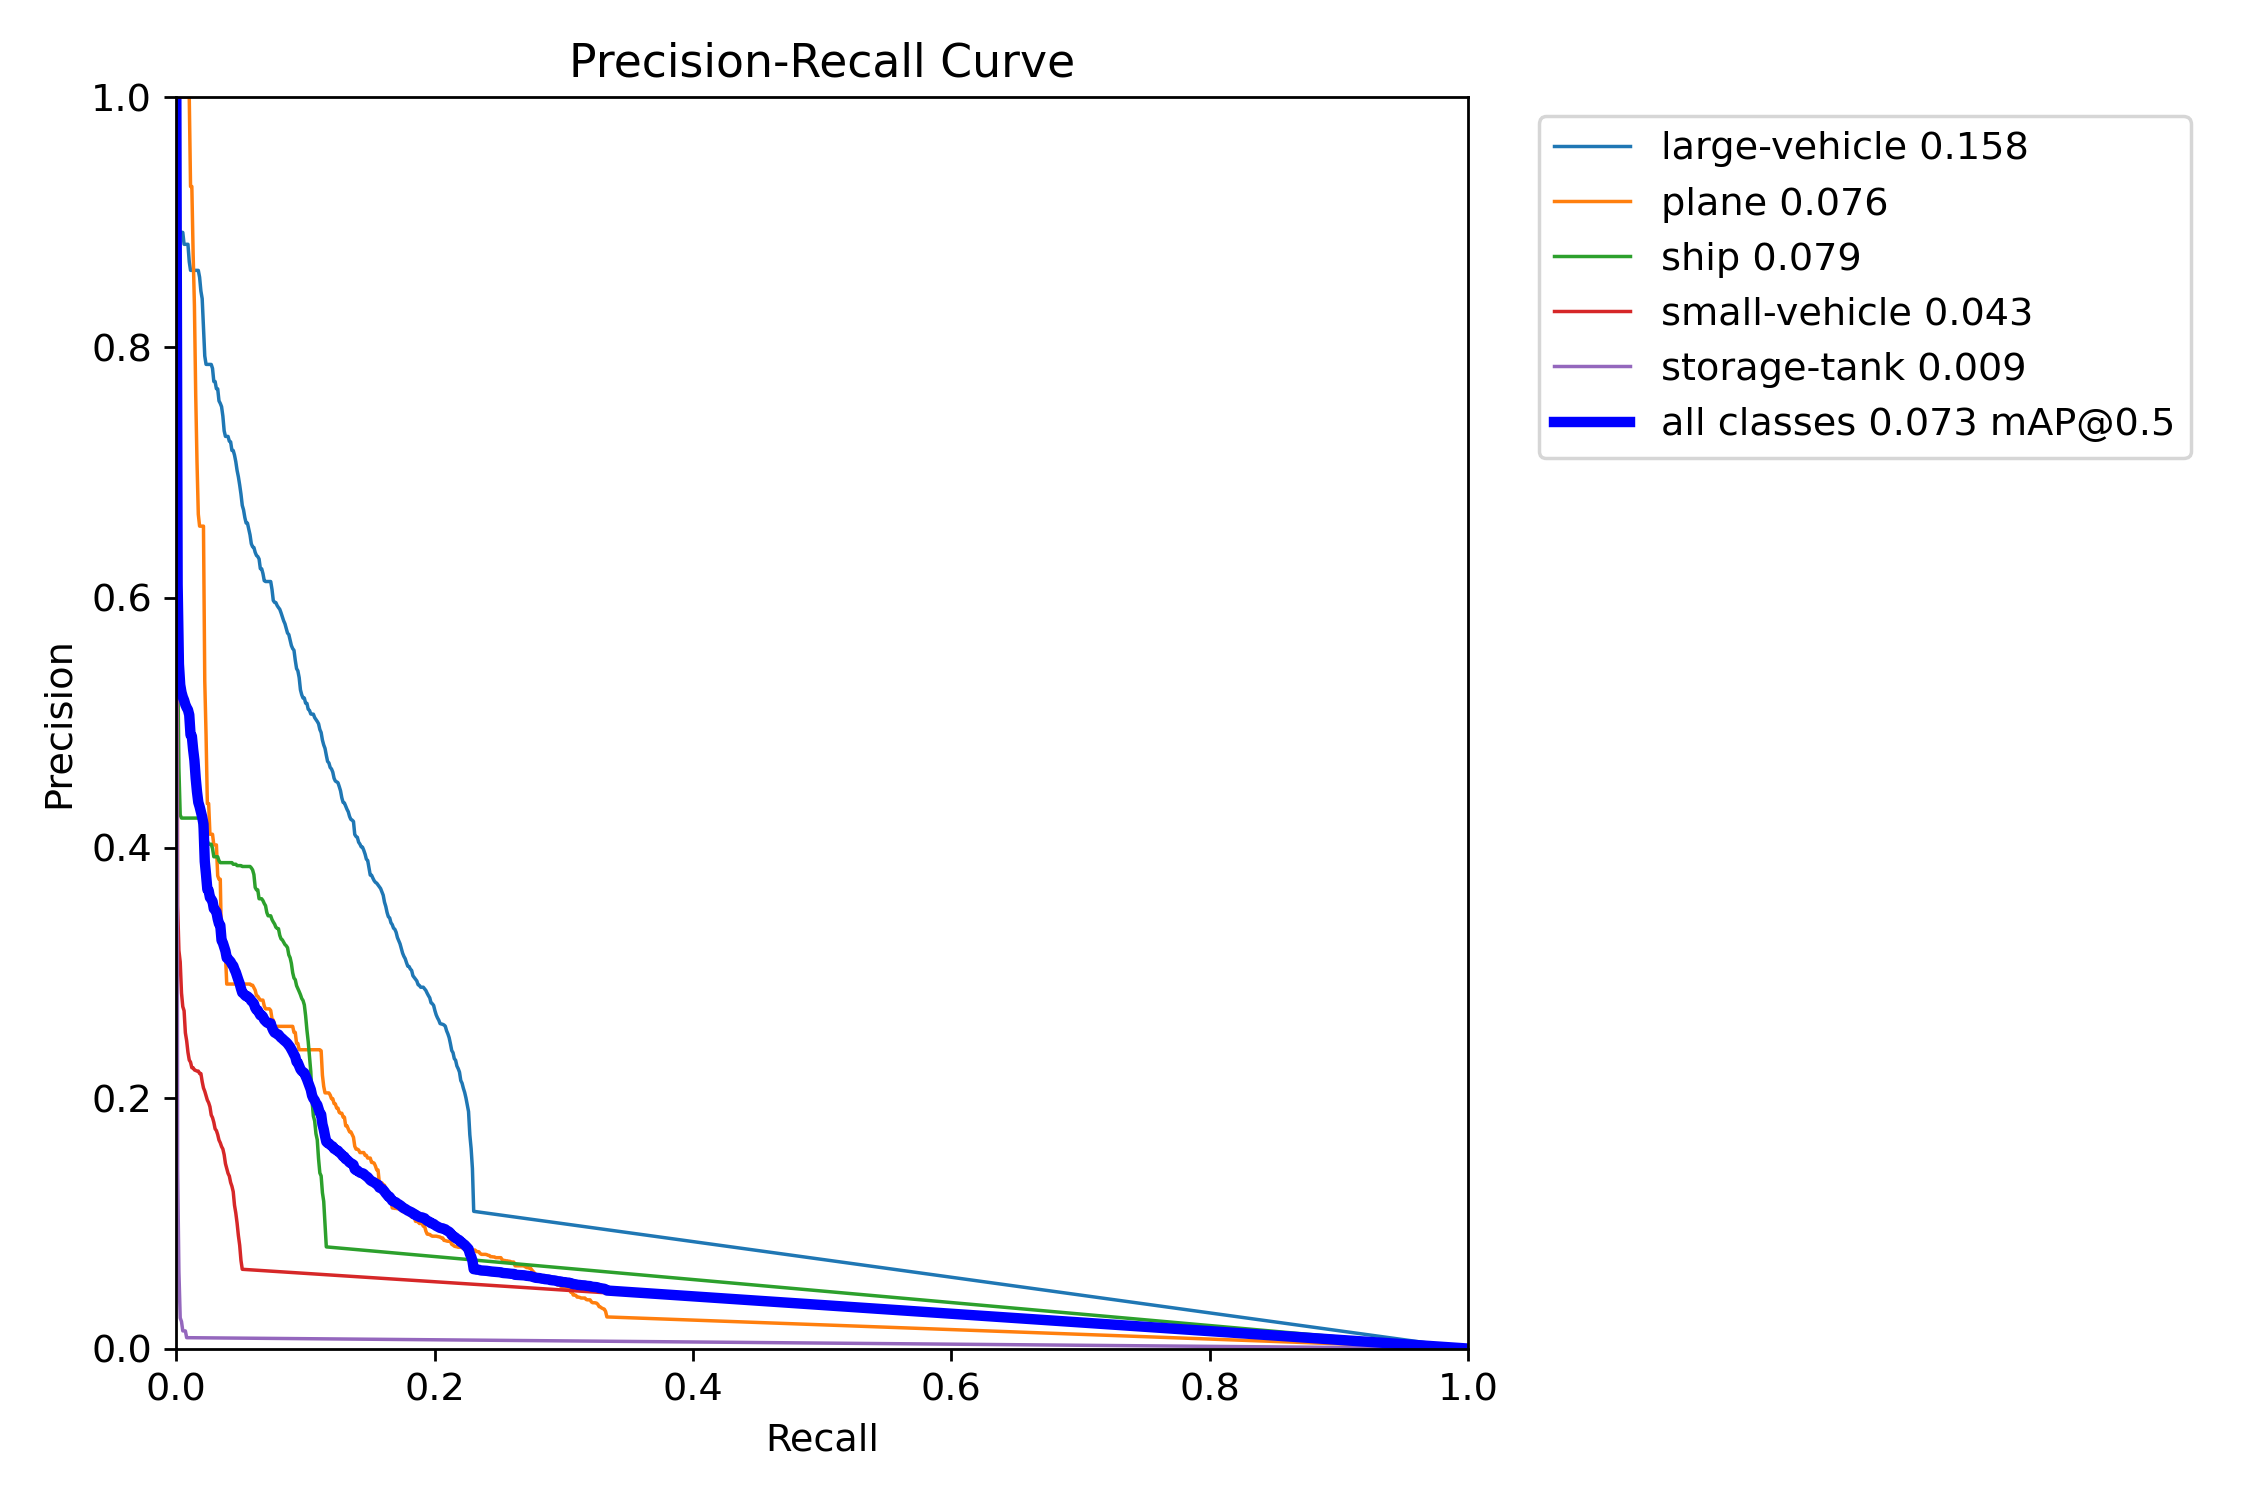 Precision-Recall Curve
1.0
0.8
0.6
0.4
0.2
0.0
Precision
0.0 0.2 0.4 0.6 0.8 1.0
Recall
large-vehicle 0.158
plane 0.076
ship 0.079
small-vehicle 0.043
storage-tank 0.009
all classes 0.073 mAP@0.5